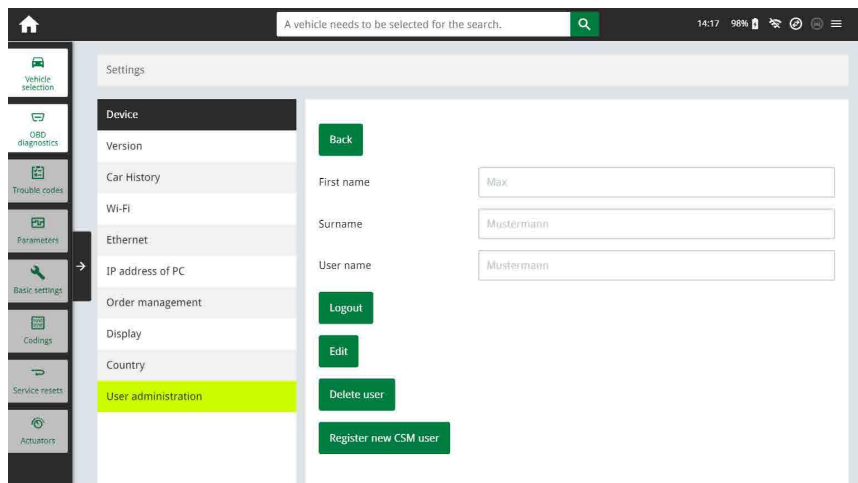 A vehicle needs to be selected for the search.
14:17 98%
Vehicle
selection
OBD
diagnostics
Trouble codes
Parameters
Basic settings
Codings
Service resets
Actuators
Settings
Device
Version
Car History
Wi-Fi
Ethernet
IP address of PC
Order management
Display
Country
User administration
Back
First name Max
Surname Mustermann
User name Mustermann
Logout
Edit
Delete user
Register new CSM user